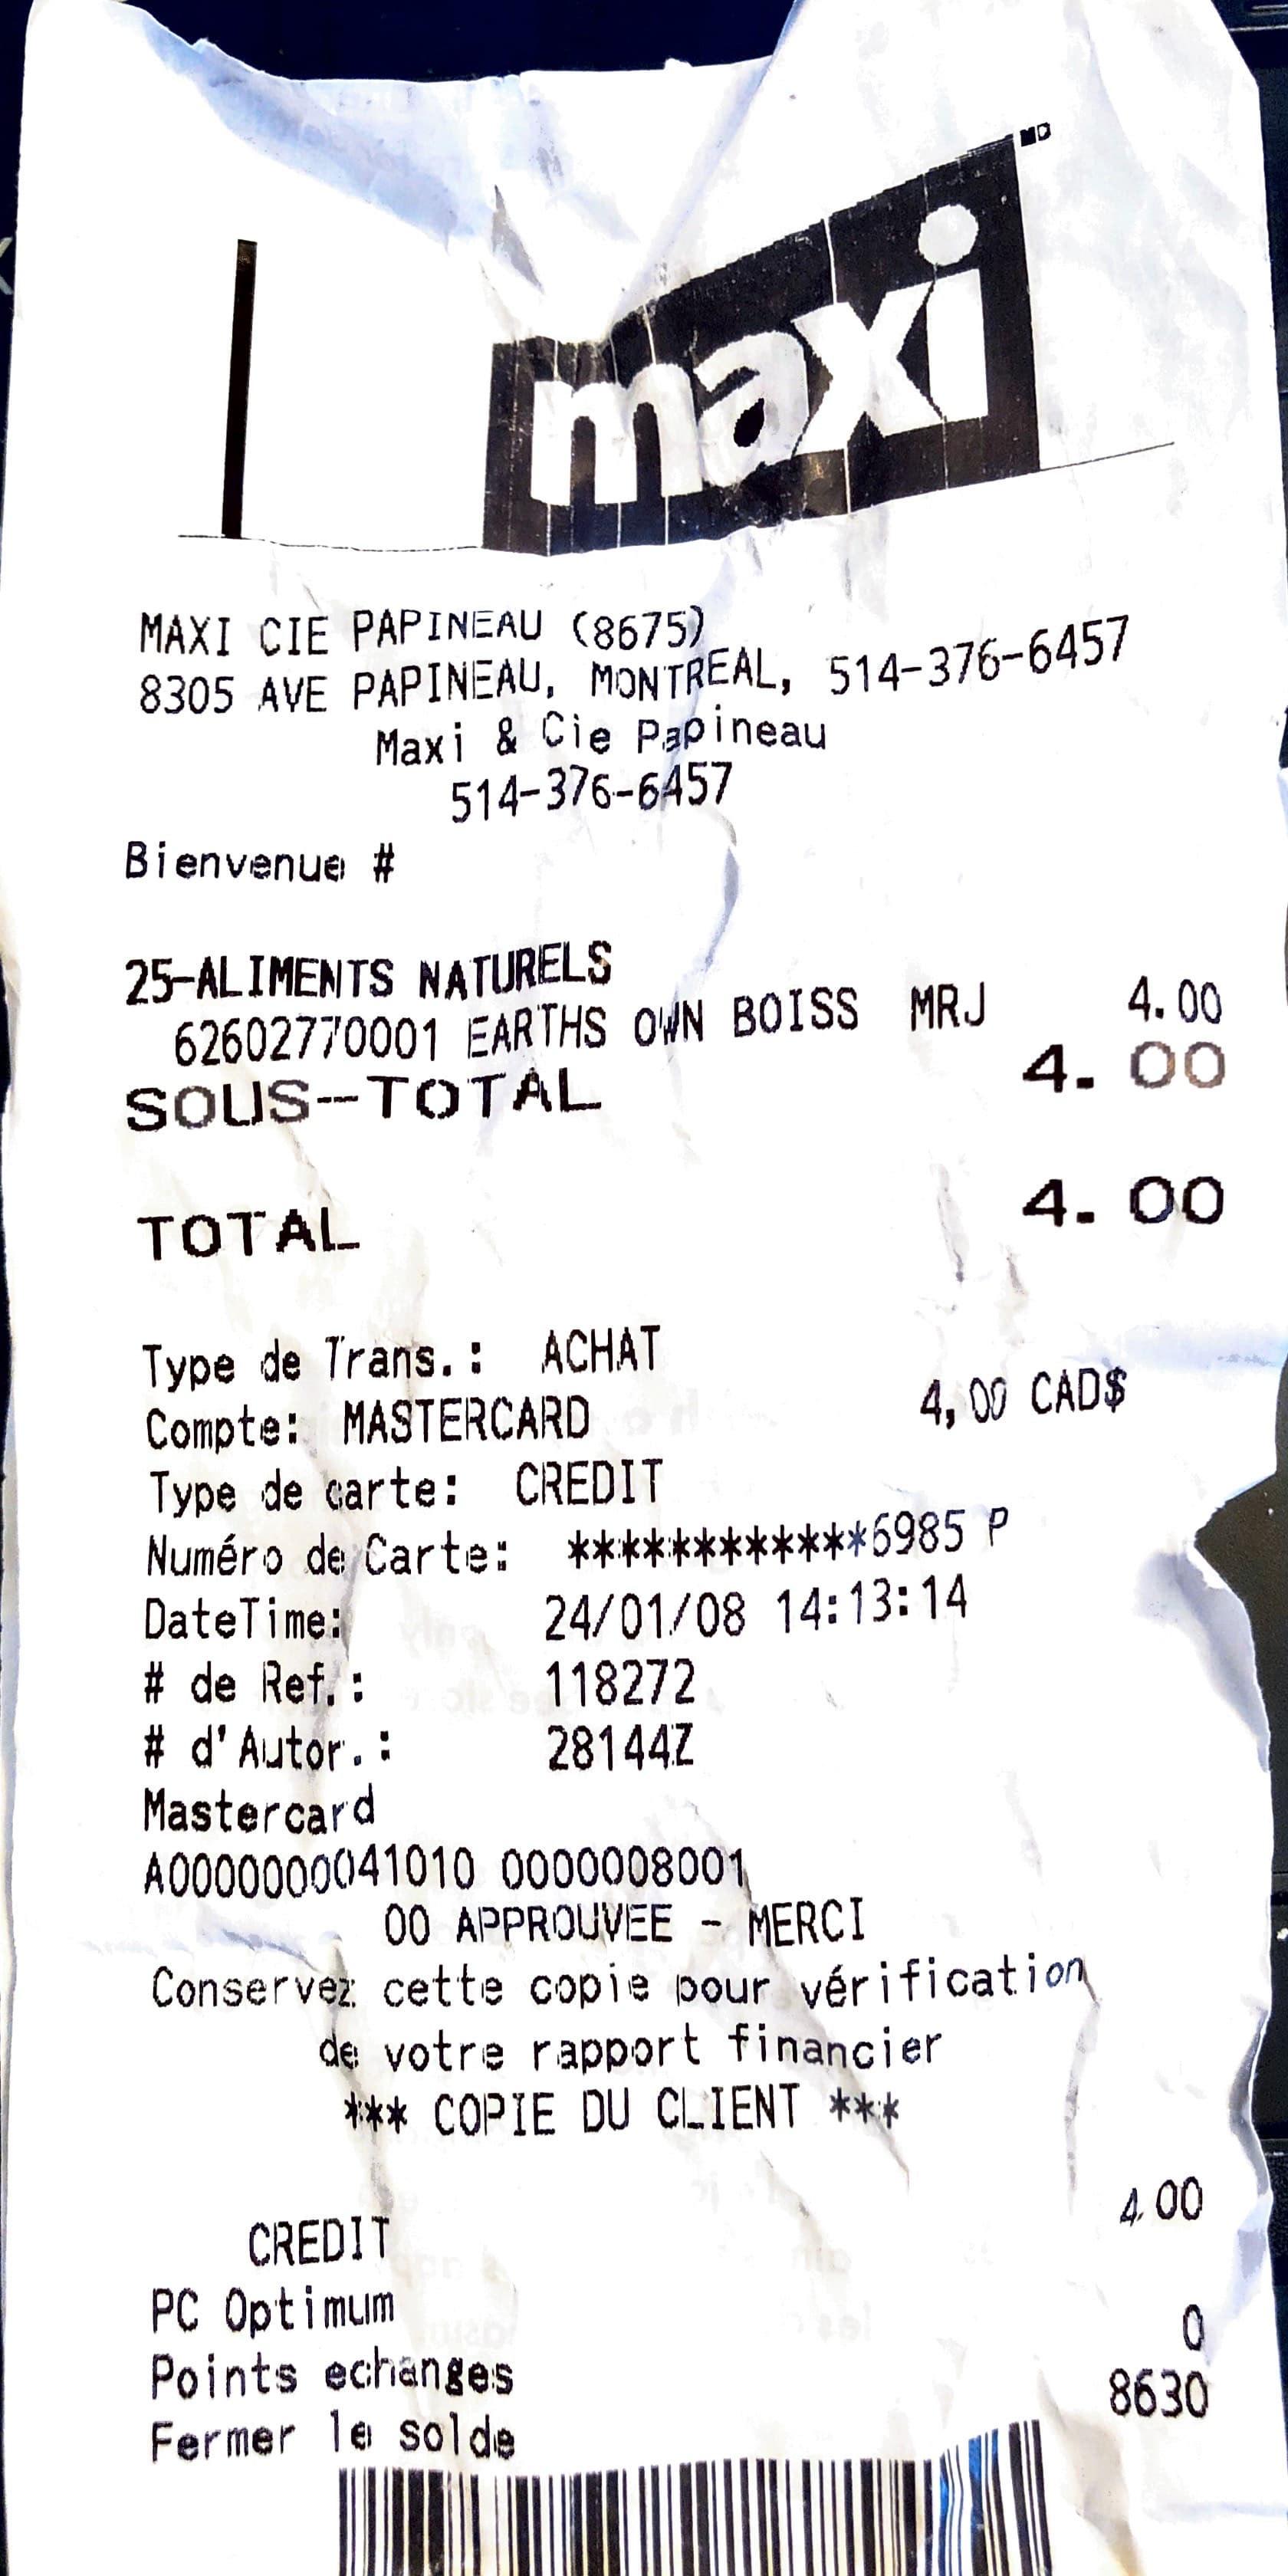 maxi MD
MAXI CIE PAPINEAU (8675)
8305 AVE PAPINEAU, MONTREAL, 514-376-6457
Maxi & Cie Papineau
514-376-6457
Bienvenue #
25-ALIMENTS NATURELS
62602770001 EARTHS OWN BOISS MRJ 4.00
SOUS-TOTAL 4.00
TOTAL 4.00
Type de Trans.: ACHAT
Compte: MASTERCARD 4,00 CAD$
Type de carte: CREDIT
Numéro de Carte: ************6985 P
DateTime: 24/01/08 14:13:14
# de Ref.: 118272
# d'Autor.: 28144Z
Mastercard
A0000000041010 0000008001
00 APPROUVEE - MERCI
Conservez cette copie pour vérification
de votre rapport financier
*** COPIE DU CLIENT ***
CREDIT 4.00
PC Optimum
Points echanges 0
Fermer le solde 8630